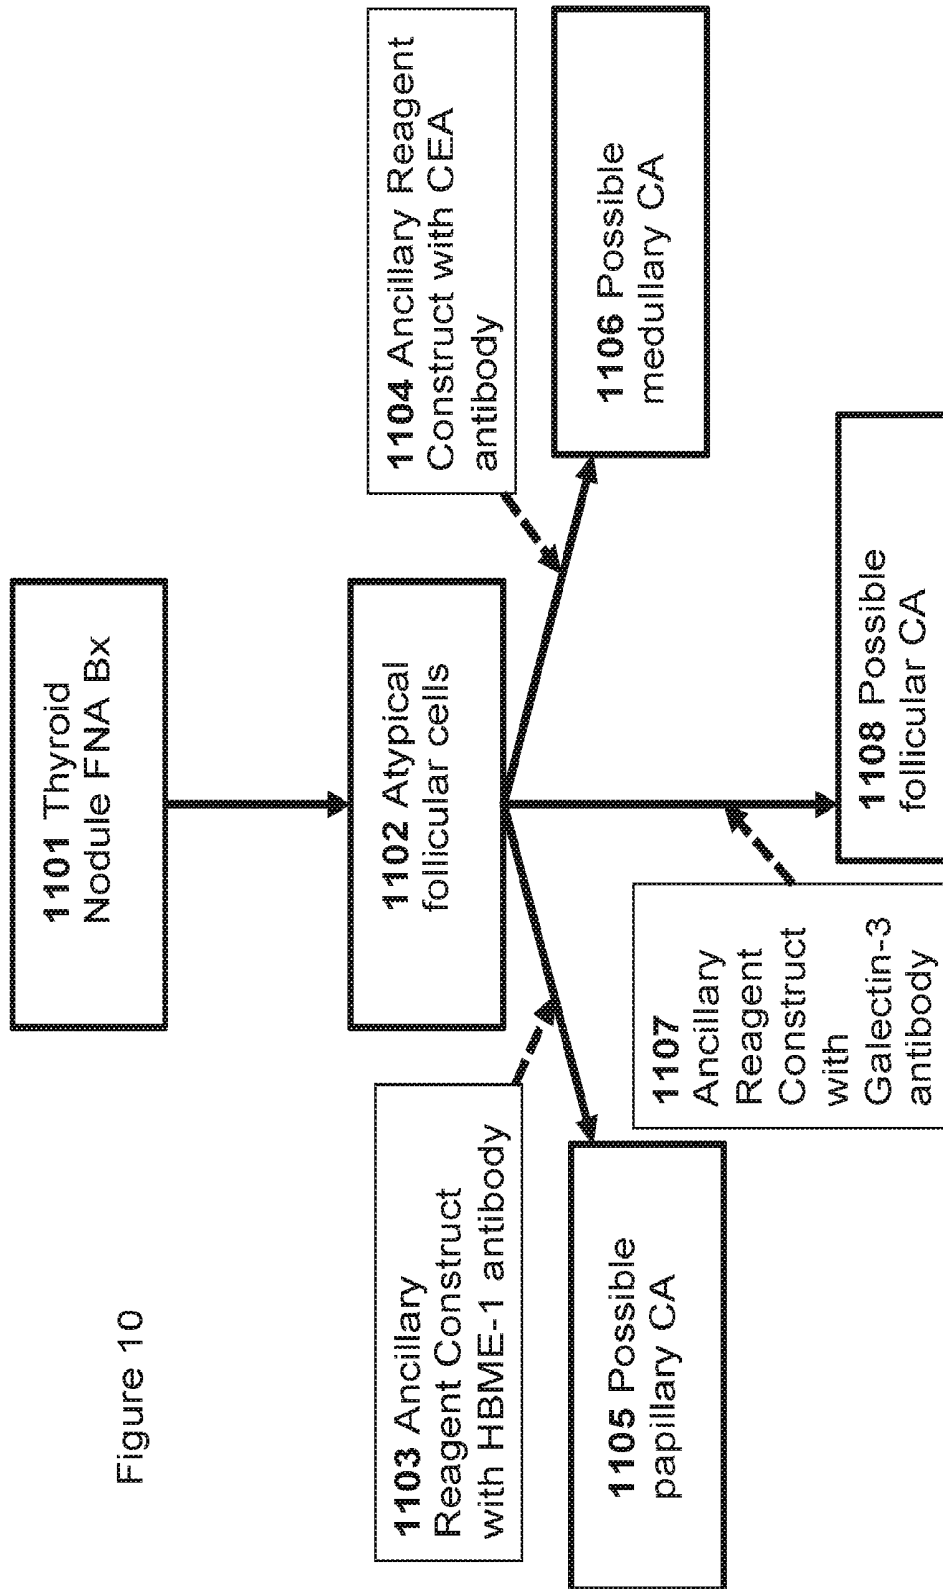 Figure 10
1101 Thyroid
Nodule FNA Bx
1102 Atypical
follicular cells
1103 Ancillary
Reagent Construct
with HBME-1 antibody
1104 Ancillary Reagent
Construct with CEA
antibody
1105 Possible
papillary CA
1106 Possible
medullary CA
1107
Ancillary
Reagent
Construct
with
Galectin-3
antibody
1108 Possible
follicular CA